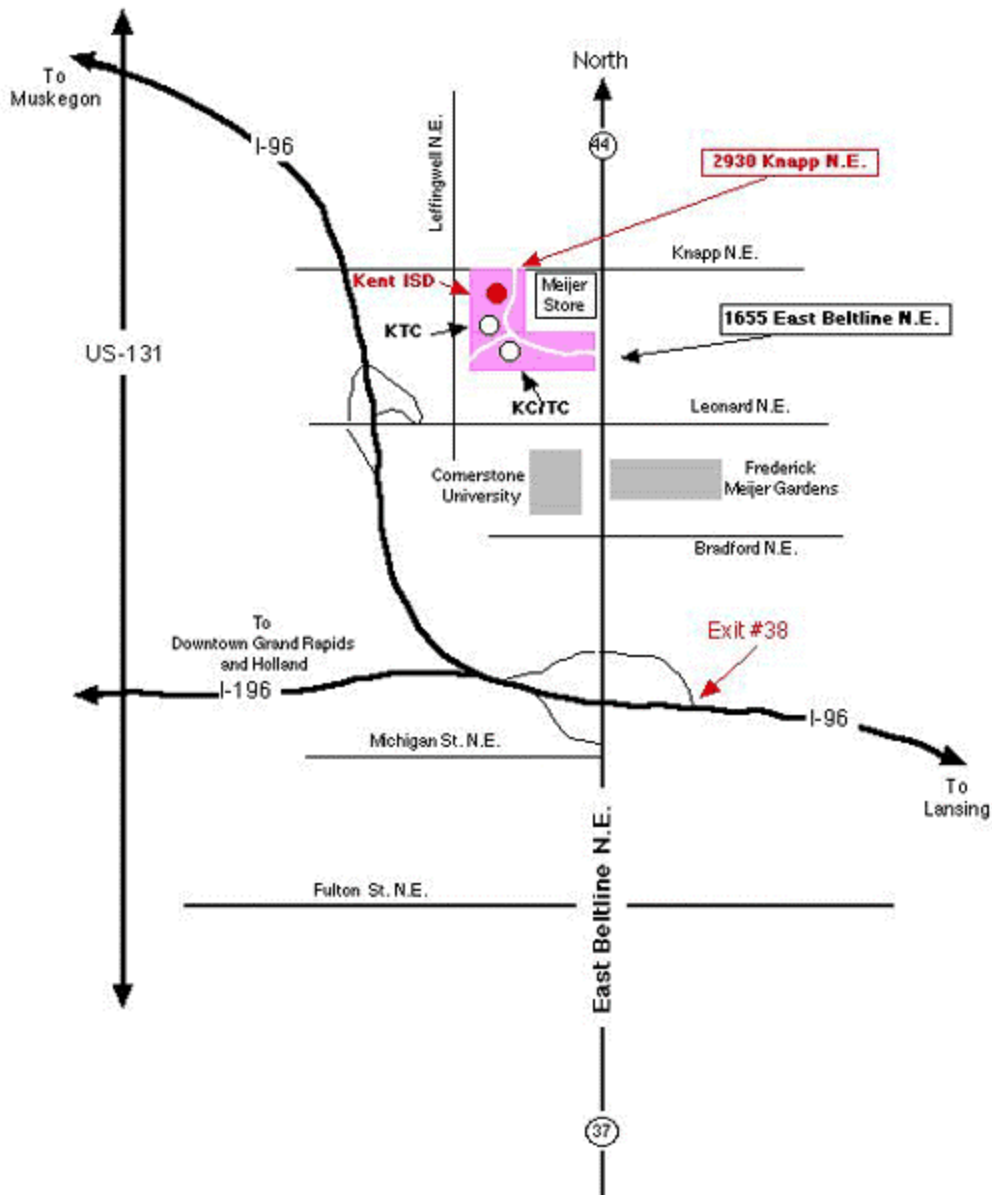 North
To
Muskegon
I-96
Leffingwell N.E.
44
2930 Knapp N.E.
Knapp N.E.
Kent ISD
Meijer
Store
KTC
1655 East Beltline N.E.
US-131
KC/TC
Leonard N.E.
Cornerstone
University
Frederick
Meijer Gardens
Bradford N.E.
To
Downtown Grand Rapids
and Holland
Exit #38
I-196
I-96
Michigan St. N.E.
To
Lansing
East Beltline N.E.
Fulton St. N.E.
37